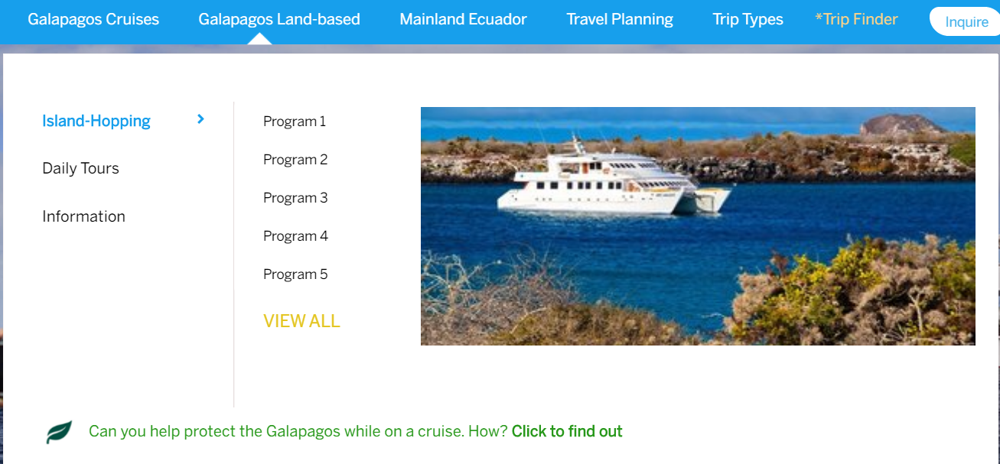 Galapagos Cruises Galapagos Land-based Mainland Ecuador Travel Planning Trip Types *Trip Finder Inquire
Island-Hopping
Daily Tours
Information
Program 1
Program 2
Program 3
Program 4
Program 5
VIEW ALL
Can you help protect the Galapagos while on a cruise. How? Click to find out